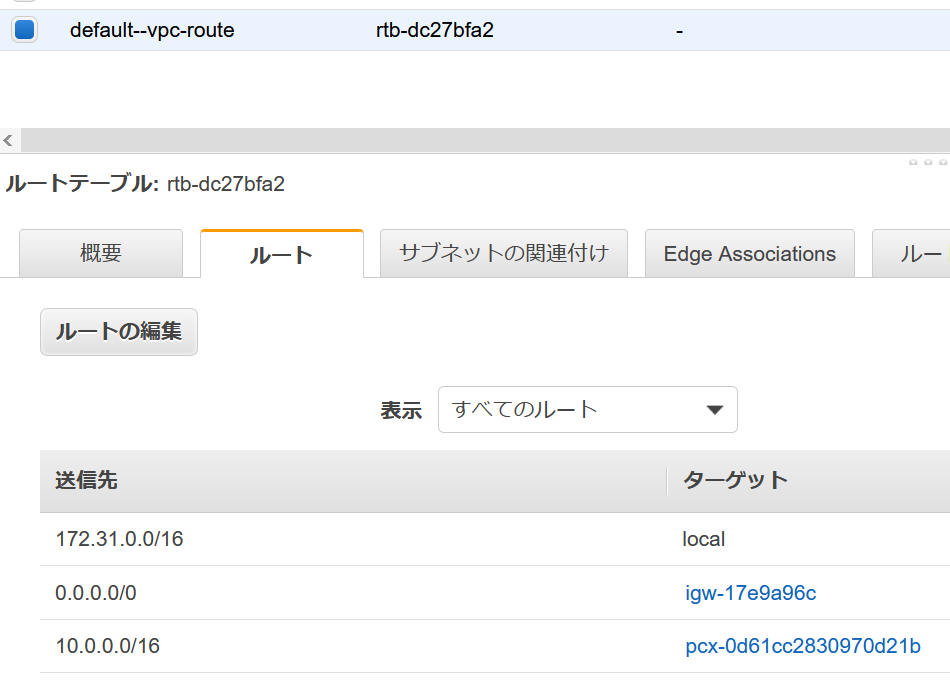 default--vpc-route rtb-dc27bfa2 -
ルートテーブル: rtb-dc27bfa2
概要 ルート サブネットの関連付け Edge Associations ルー
ルートの編集
表示 すべてのルート
送信先 ターゲット
172.31.0.0/16 local
0.0.0.0/0 igw-17e9a96c
10.0.0.0/16 pcx-0d61cc2830970d21b